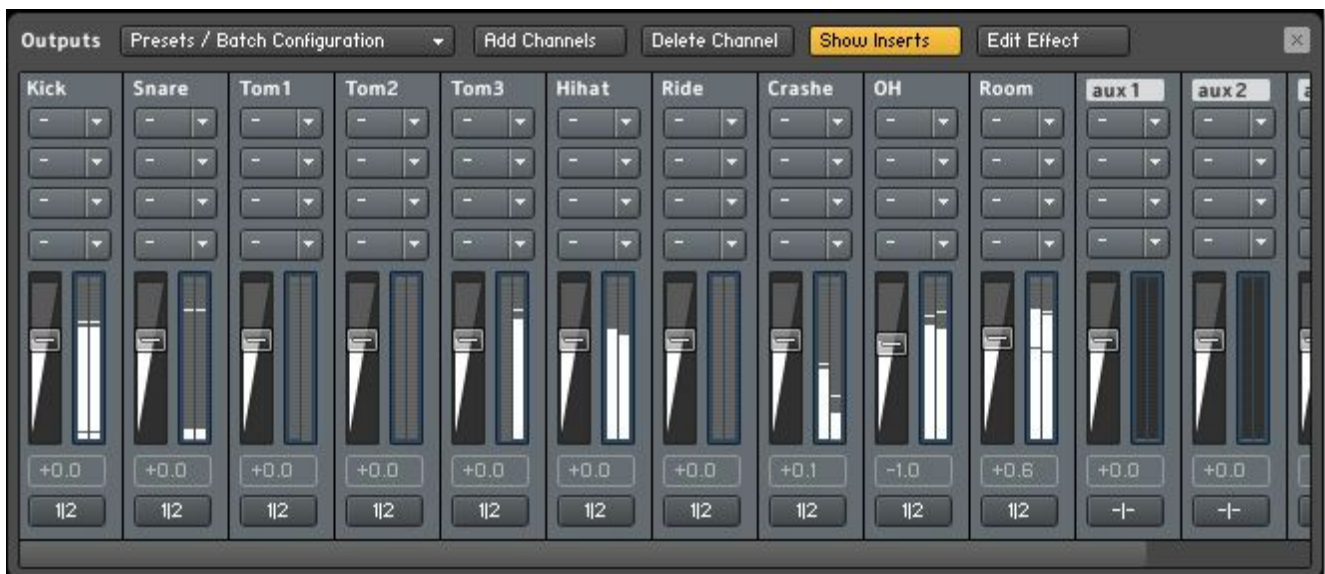 Outputs Presets / Batch Configuration Add Channels Delete Channel Show Inserts Edit Effect ×
Kick Snare Tom1 Tom2 Tom3 Hihat Ride Crashe OH Room aux1 aux2
- - - - - - - - - - - -
- - - - - - - - - - - -
- - - - - - - - - - - -
- - - - - - - - - - - -
+0.0 +0.0 +0.0 +0.0 +0.0 +0.0 +0.0 +0.1 -1.0 +0.6 +0.0 +0.0
1|2 1|2 1|2 1|2 1|2 1|2 1|2 1|2 1|2 1|2 -|- -|-